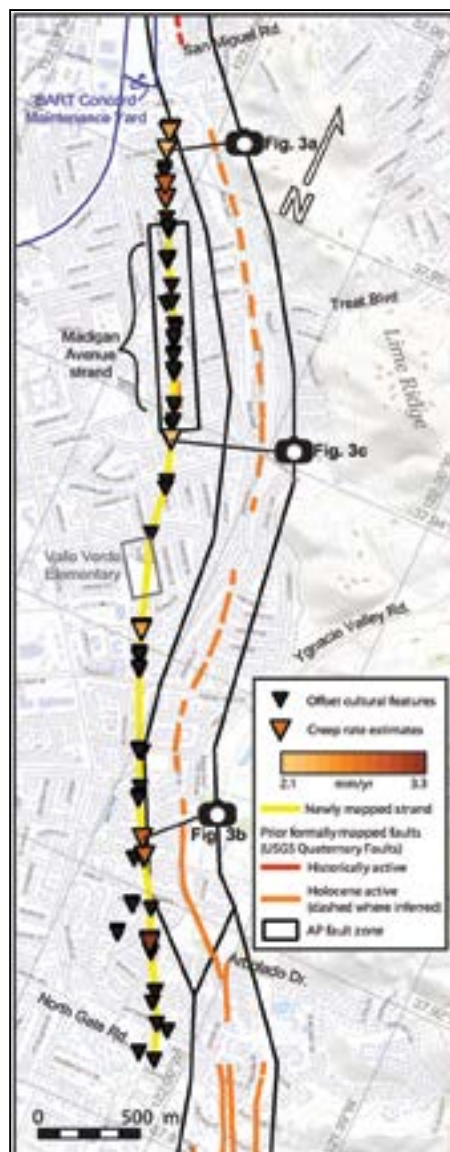 San Miguel Rd.
BART Concord
Maintenance Yard
Fig. 3a
N
Treat Blvd
Madigan
Avenue
strand
Lime Ridge
Fig. 3c
Valle Verde
Elementary
Ygnacio Valley Rd.
Offset cultural features
Creep rate estimates
2.1 mm/yr 3.3
Newly mapped strand
Prior formally mapped faults
(USGS Quaternary Faults)
Historically active
Holocene active
(dashed where inferred)
AP fault zone
Fig. 3b
Arbolado Dr.
North Gate Rd.
0 500 m